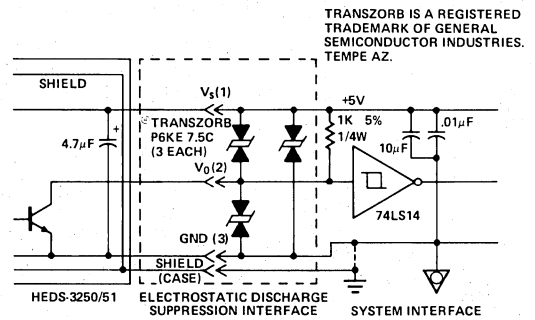 TRANSZORB IS A REGISTERED
TRADEMARK OF GENERAL
SEMICONDUCTOR INDUSTRIES.
TEMPE AZ.
SHIELD
4.7µF
+
VS(1)
TRANSZORB
P6KE 7.5C
(3 EACH)
VO(2)
GND (3)
SHIELD
(CASE)
+5V
1K 5%
1/4W
10µF
.01µF
74LS14
HEDS-3250/51
ELECTROSTATIC DISCHARGE
SUPPRESSION INTERFACE
SYSTEM INTERFACE